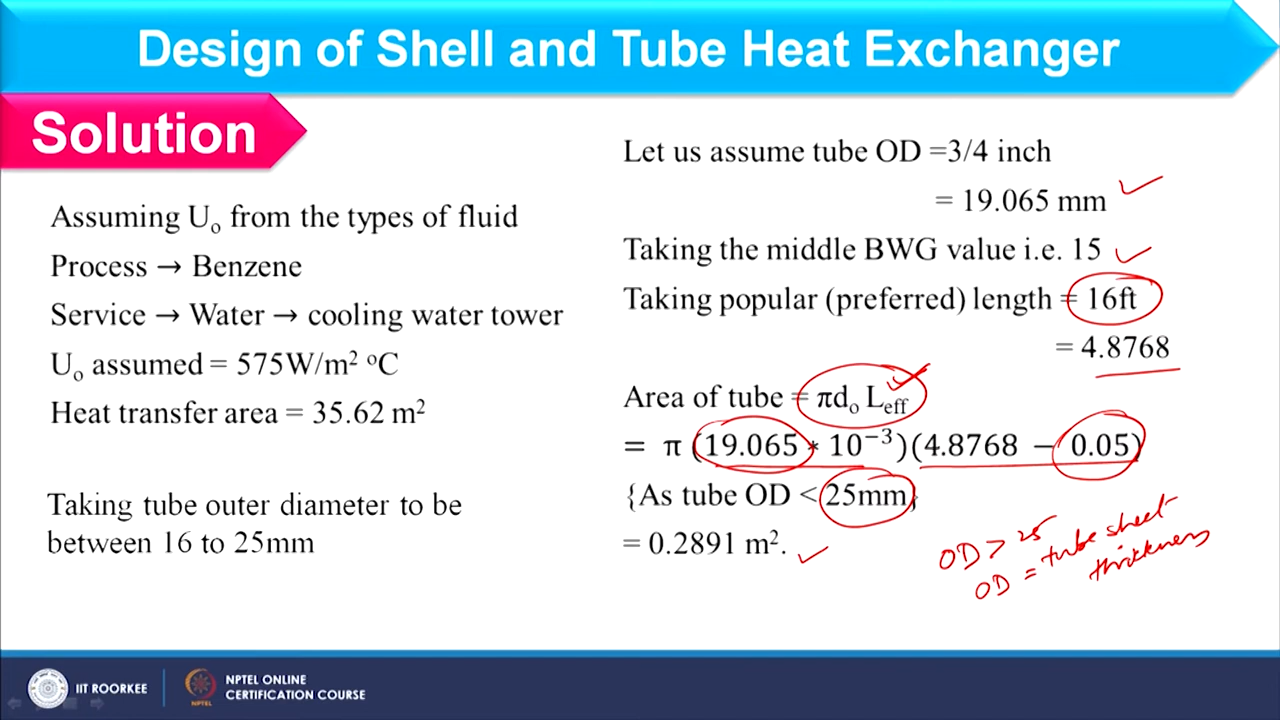 Design of Shell and Tube Heat Exchanger
Solution
Assuming Uₒ from the types of fluid
Process → Benzene
Service → Water → cooling water tower
Uₒ assumed = 575W/m² ᵒC
Heat transfer area = 35.62 m²
Taking tube outer diameter to be
between 16 to 25mm
Let us assume tube OD =3/4 inch
= 19.065 mm
Taking the middle BWG value i.e. 15
Taking popular (preferred) length = 16ft
= 4.8768
Area of tube = πdₒ Leff
= π (19.065 * 10⁻³)(4.8768 − 0.05)
{As tube OD < 25mm}
= 0.2891 m².
OD > 25
OD = tube sheet
thickness
IIT ROORKEE
NPTEL ONLINE
CERTIFICATION COURSE
NPTEL